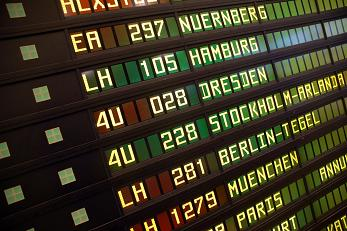 EA 297 NUERNBERG
LH 105 HAMBURG
4U 028 DRESDEN
4U 228 STOCKHOLM-ARLANDA
LH 281 BERLIN-TEGEL
LH 1279 MUENCHEN
PARIS